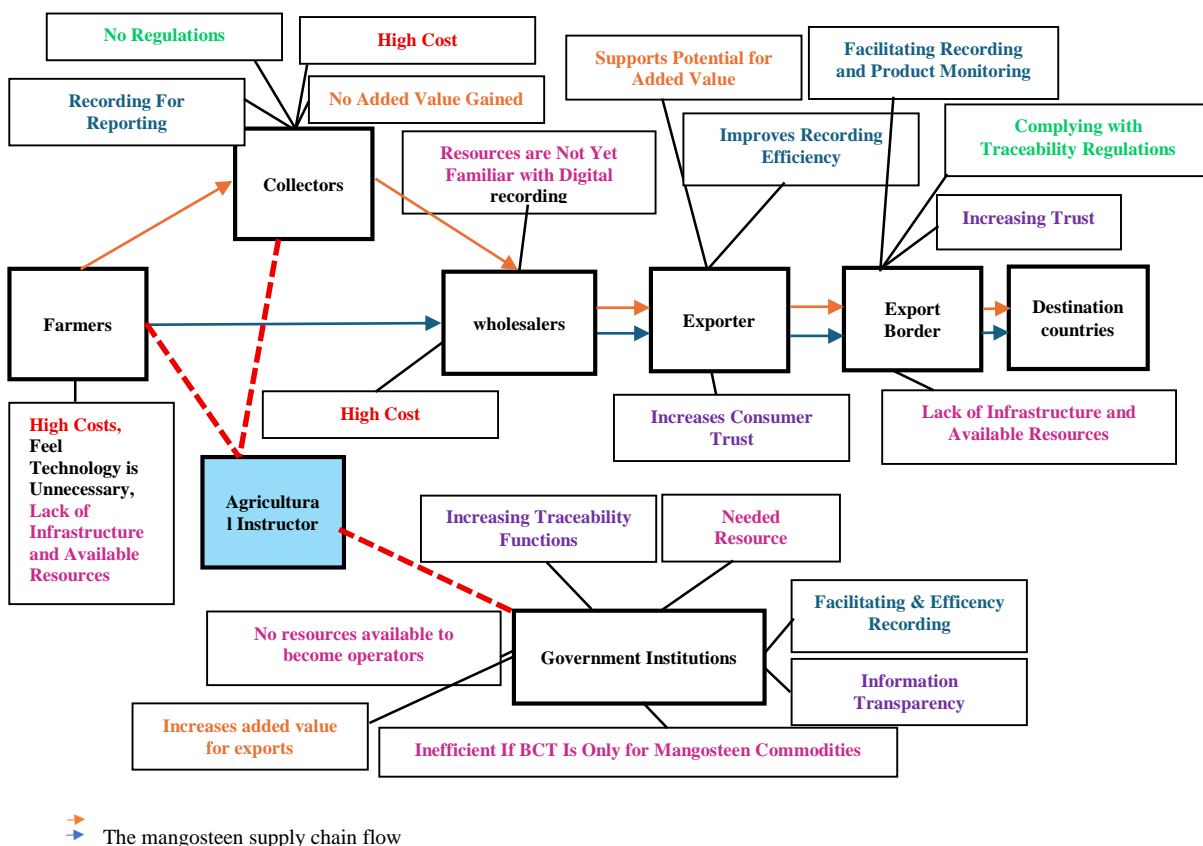 No Regulations
High Cost
Supports Potential for
Added Value
Facilitating Recording
and Product Monitoring
Recording For
Reporting
No Added Value Gained
Improves Recording
Efficiency
Complying with
Traceability Regulations
Collectors
Resources are Not Yet
Familiar with Digital
recording
Increasing Trust
Farmers
wholesalers
Exporter
Export
Border
Destination
countries
High Costs,
Feel
Technology is
Unnecessary,
Lack of
Infrastructure
and Available
Resources
High Cost
Increases Consumer
Trust
Lack of Infrastructure and
Available Resources
Agricultura
l Instructor
Increasing Traceability
Functions
Needed
Resource
Facilitating & Efficency
Recording
No resources available to
become operators
Government Institutions
Information
Transparency
Increases added value
for exports
Inefficient If BCT Is Only for Mangosteen Commodities
The mangosteen supply chain flow